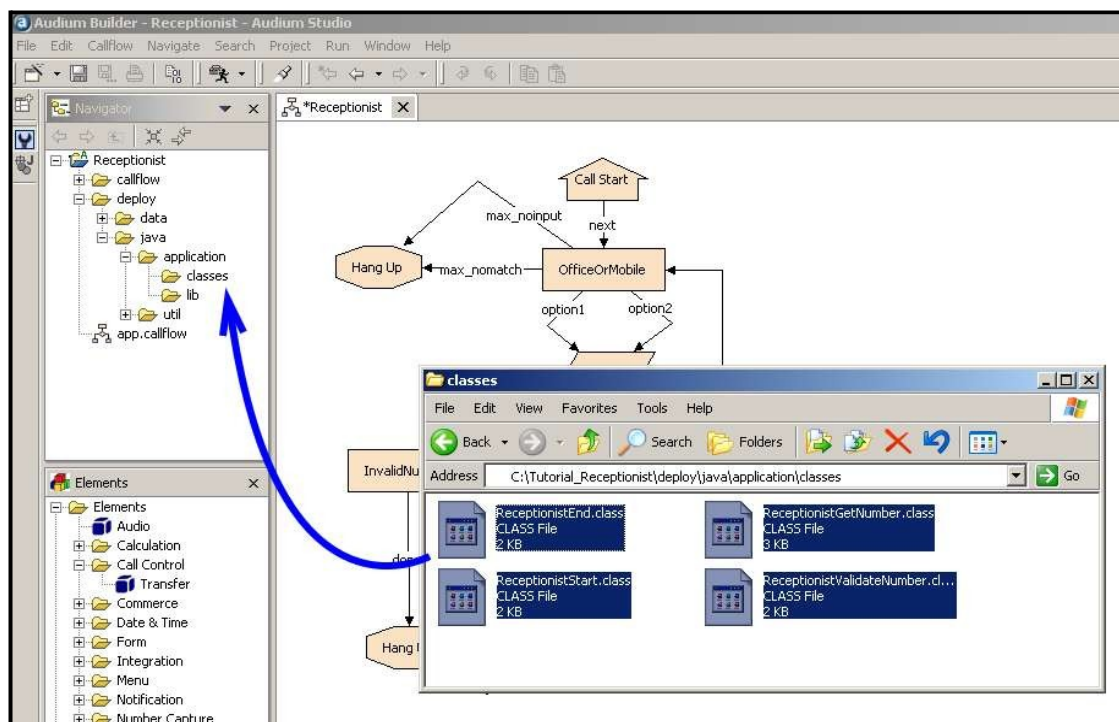 Audium Builder - Receptionist - Audium Studio
File Edit Callflow Navigate Search Project Run Window Help
Navigator
Receptionist
callflow
deploy
data
java
application
classes
lib
util
app.callflow
*Receptionist
Call Start
max_noinput
next
Hang Up
max_nomatch
OfficeOrMobile
option1
option2
InvalidNu
Hang
Elements
Elements
Audio
Calculation
Call Control
Transfer
Commerce
Date & Time
Form
Integration
Menu
Notification
Number Capture
classes
File Edit View Favorites Tools Help
Back Search Folders
Address C:\Tutorial_Receptionist\deploy\java\application\classes Go
ReceptionistEnd.class
CLASS File
2 KB
ReceptionistGetNumber.class
CLASS File
3 KB
ReceptionistStart.class
CLASS File
2 KB
ReceptionistValidateNumber.cl...
CLASS File
2 KB